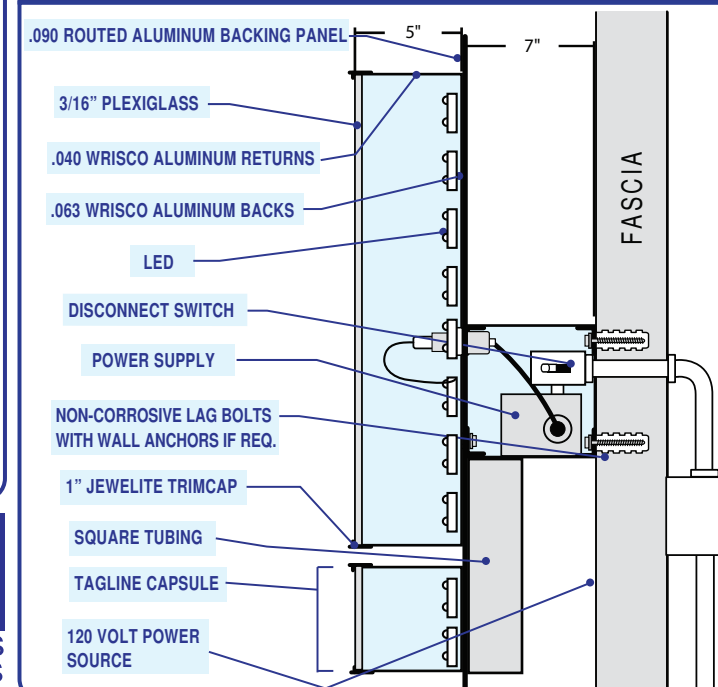 .090 ROUTED ALUMINUM BACKING PANEL
5"
7"
3/16” PLEXIGLASS
.040 WRISCO ALUMINUM RETURNS
.063 WRISCO ALUMINUM BACKS
LED
DISCONNECT SWITCH
POWER SUPPLY
NON-CORROSIVE LAG BOLTS
WITH WALL ANCHORS IF REQ.
1” JEWELITE TRIMCAP
SQUARE TUBING
TAGLINE CAPSULE
120 VOLT POWER
SOURCE
FASCIA